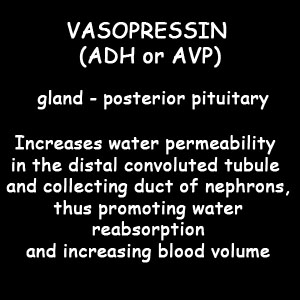 VASOPRESSIN
(ADH or AVP)
gland - posterior pituitary
Increases water permeability
in the distal convoluted tubule
and collecting duct of nephrons,
thus promoting water
reabsorption
and increasing blood volume